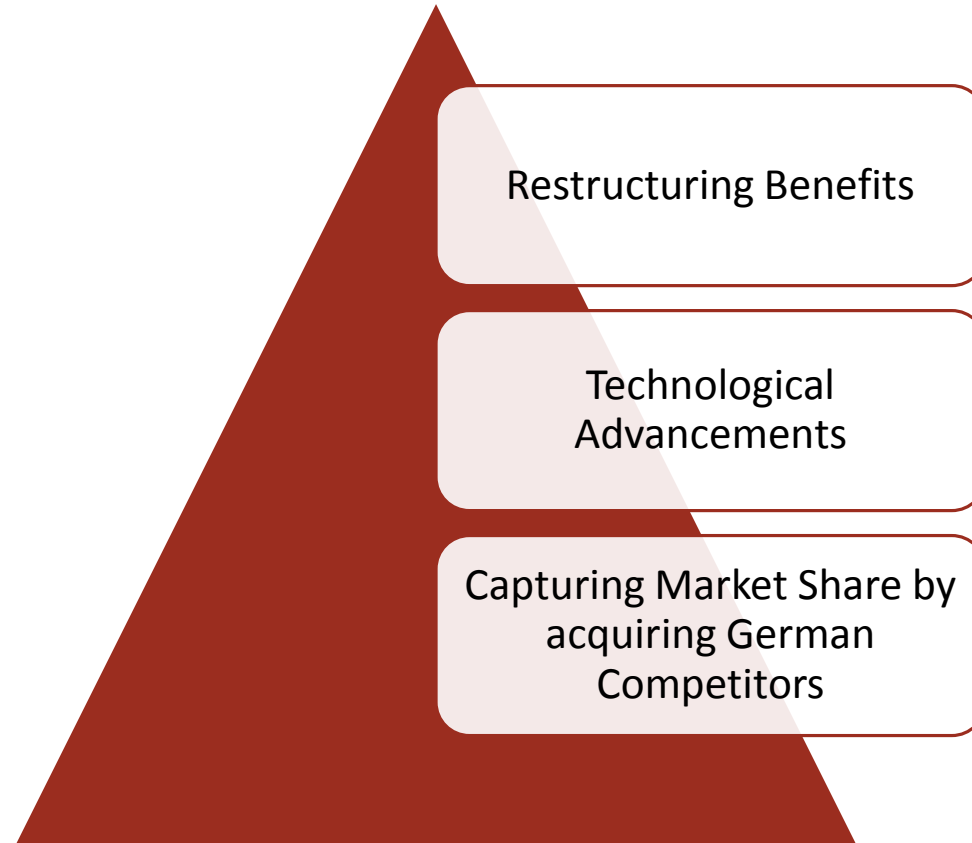 Restructuring Benefits
Technological
Advancements
Capturing Market Share by
acquiring German
Competitors